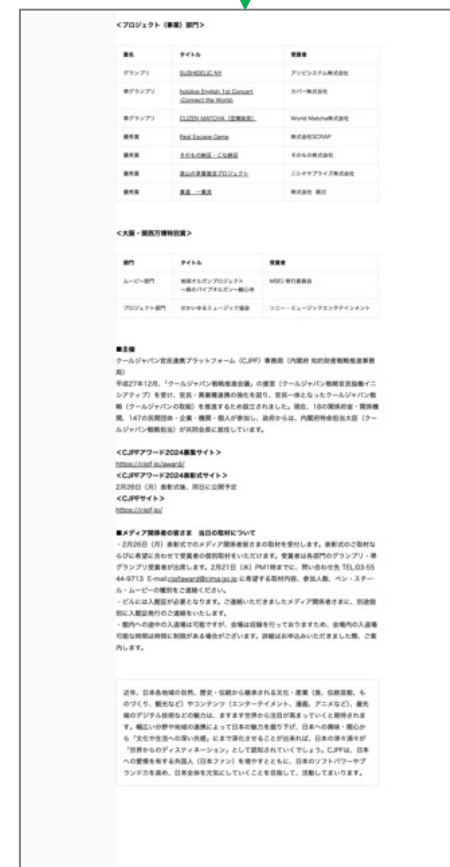 <プロジェクト（事業）部門>
賞名 タイトル 受賞者
グランプリ SUSHIDELIC NY アソビシステム株式会社
準グランプリ hololive English 1st Concert
-Connect the World- カバー株式会社
準グランプリ CUZEN MATCHA（空禅抹茶） World Matcha株式会社
優秀賞 Real Escape Game 株式会社SCRAP
優秀賞 そのもの株式会社
優秀賞 美山の茅葺復活プロジェクト ニシオサプライズ株式会社
優秀賞 東道 ー東流 株式会社
<大阪・関西万博特別賞>
部門 タイトル 受賞者
ムービー部門 地球オルガンプロジェクト
〜森のパイプオルガン〜 MSFJ 実行委員会
プロジェクト部門 せかいゆるミュージック協会 ソニー・ミュージックエンタテインメント
■主催
クールジャパン官民連携プラットフォーム（CJPF）事務局（内閣府 知的財産戦略推進事務
局）
平成27年12月、「クールジャパン戦略推進会議」の提言（クールジャパン戦略官民協働イニ
シアティブ）を受け、官民・異業種連携の強化を図り、官民一体となったクールジャパン戦
略（クールジャパンの取組）を推進するため設立されました。現在、18の関係府省・関係機
関、147の民間団体・企業・機関・個人が参加し、政府からは、内閣府特命担当大臣（クー
ルジャパン戦略担当）が共同会長に就任しています。
<CJPFアワード2024募集サイト>
https://cjpf.jp/award/
<CJPFアワード2024表彰式サイト>
2月26日（月）表彰式後、同日に公開予定
<CJPFサイト>
https://cjpf.jp/
■メディア関係者の皆さま 当日の取材について
・2月26日（月）表彰式でのメディア関係者皆さまの取材を受付します。表彰式のご取材な
らびに希望に合わせて受賞者の個別取材をいただけます。受賞者は各部門のグランプリ・準
グランプリ受賞者が出席します。2月21日（水）PM1時までに、問い合わせ先 TEL:03-55
44-9713 E-mail:cjpfaward@cjma.go.jp に希望する取材内容、参加人数、ペン・スチー
ル・ムービーの種別をご連絡ください。
・ビルには入館証が必要となります。ご連絡いただきましたメディア関係者さまに、別途個
別に入館証発行のご連絡をいたします。
・館内への途中の入退場は可能ですが、会場は収録を行っておりますため、会場内の入退場
可能な時間は時間に制限がある場合がございます。詳細はお申込みいただきました際、ご案
内します。
近年、日本各地域の自然、歴史・伝統から継承される文化・産業（食、伝統芸能、も
のづくり、観光など）やコンテンツ（エンターテイメント、漫画、アニメなど）、最先
端のデジタル技術などの魅力は、ますます世界から注目が高まっていくと期待されま
す。幅広い分野や地域の連携によって日本の魅力を掘り下げ、日本への興味・関心か
ら「文化や生活への深い共感」にまで深化させることが出来れば、日本の津々浦々が
「世界からのディスティネーション」として認知されていくでしょう。CJPFは、日本
への愛情を有する外国人（日本ファン）を増やすとともに、日本のソフトパワーやブ
ランド力を高め、日本全体を元気にしていくことを目指して、活動してまいります。